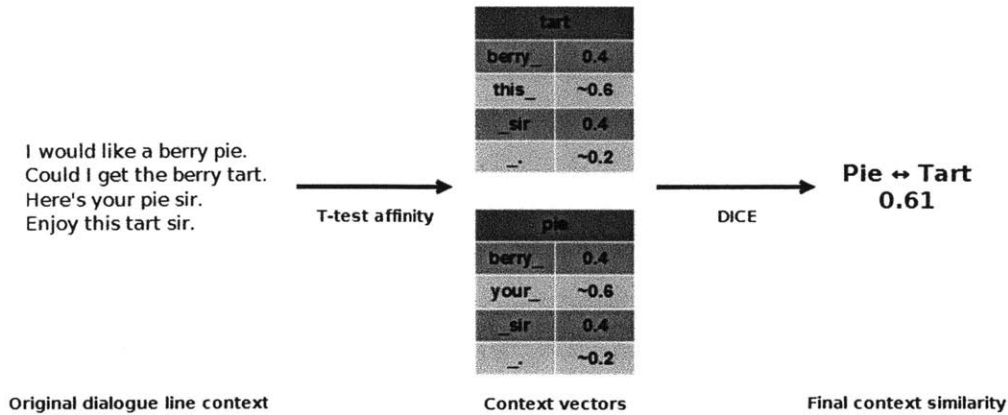 tart
berry_ 0.4
this_ ~0.6
_sir 0.4
_. ~0.2
I would like a berry pie.
Could I get the berry tart.
Here's your pie sir.
Enjoy this tart sir.
T-test affinity
DICE
Pie ↔ Tart
0.61
pie
berry_ 0.4
your_ ~0.6
_sir 0.4
_. ~0.2
Original dialogue line context
Context vectors
Final context similarity